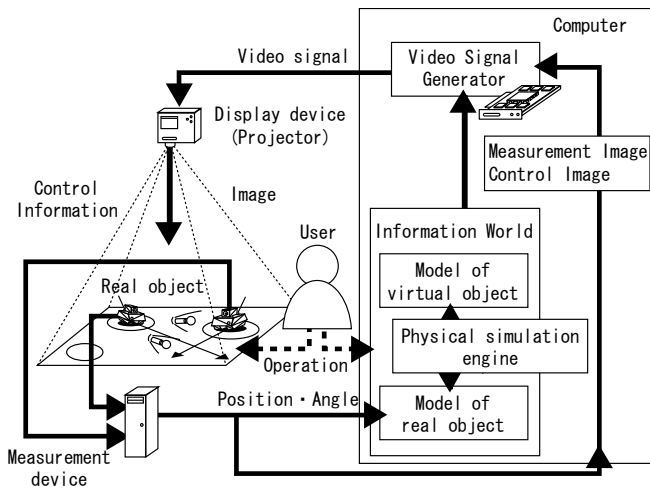 Computer
Video signal
Video Signal
Generator
Display device
(Projector)
Measurement Image
Control Image
Control
Information
Image
User
Information World
Real object
Model of
virtual object
Physical simulation
engine
Operation
Position・Angle
Model of
real object
Measurement
device